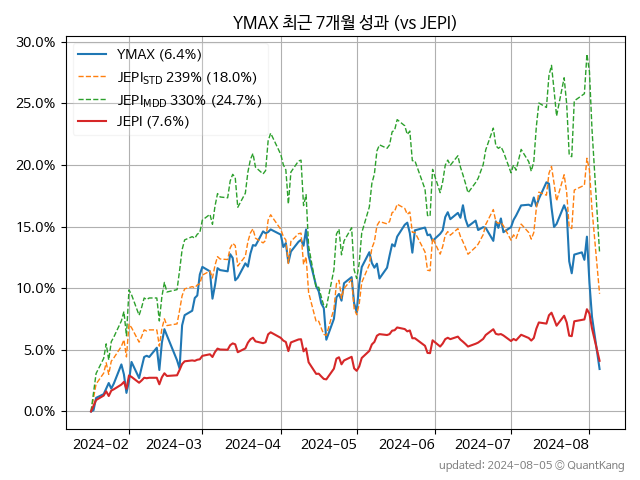 YMAX 최근 7개월 성과 (vs JEPI)
YMAX (6.4%)
JEPI_STD 239% (18.0%)
JEPI_MDD 330% (24.7%)
JEPI (7.6%)
30.0%
25.0%
20.0%
15.0%
10.0%
5.0%
0.0%
2024-02 2024-03 2024-04 2024-05 2024-06 2024-07 2024-08
updated: 2024-08-05 © QuantKang